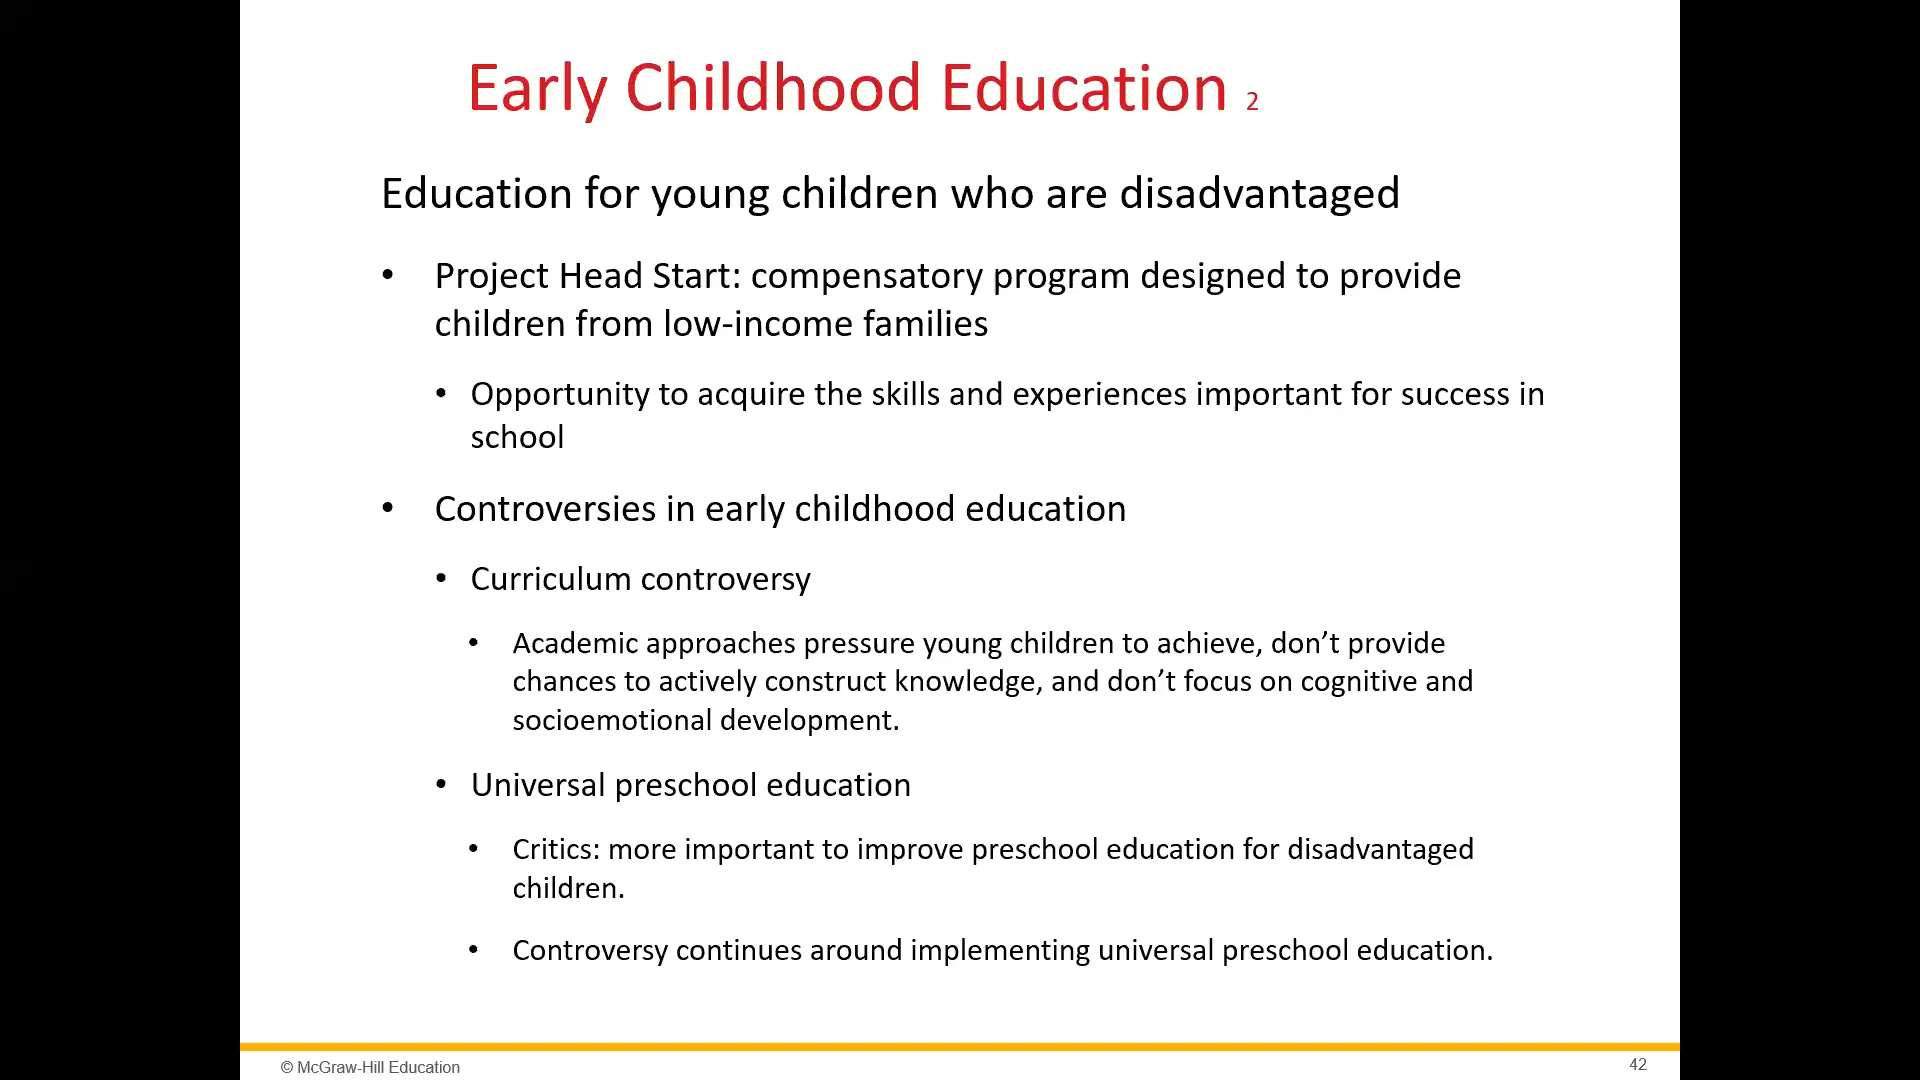 Early Childhood Education 2
Education for young children who are disadvantaged
• Project Head Start: compensatory program designed to provide
children from low-income families
• Opportunity to acquire the skills and experiences important for success in
school
• Controversies in early childhood education
• Curriculum controversy
• Academic approaches pressure young children to achieve, don’t provide
chances to actively construct knowledge, and don’t focus on cognitive and
socioemotional development.
• Universal preschool education
• Critics: more important to improve preschool education for disadvantaged
children.
• Controversy continues around implementing universal preschool education.
© McGraw-Hill Education
42